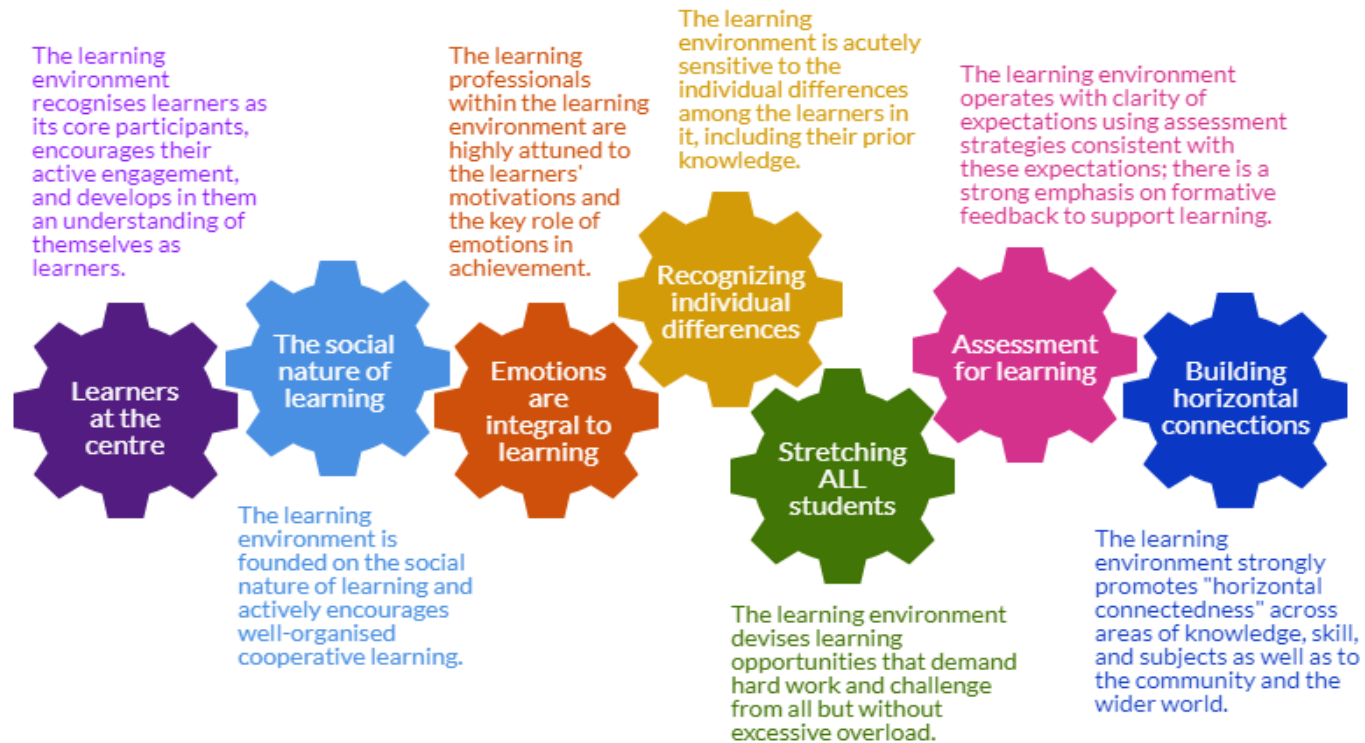 The learning
environment
recognises learners as
its core participants,
encourages their
active engagement,
and develops in them
an understanding of
themselves as
learners.
Learners
at the
centre
The social
nature of
learning
The learning
environment is
founded on the social
nature of learning and
actively encourages
well-organised
cooperative learning.
The learning
professionals
within the learning
environment are
highly attuned to
the learners'
motivations and
the key role of
emotions in
achievement.
Emotions
are
integral to
learning
The learning
environment is acutely
sensitive to the
individual differences
among the learners in
it, including their prior
knowledge.
Recognizing
individual
differences
Stretching
ALL
students
The learning environment
devises learning
opportunities that demand
hard work and challenge
from all but without
excessive overload.
The learning environment
operates with clarity of
expectations using assessment
strategies consistent with
these expectations; there is a
strong emphasis on formative
feedback to support learning.
Assessment
for learning
Building
horizontal
connections
The learning
environment strongly
promotes "horizontal
connectedness" across
areas of knowledge, skill,
and subjects as well as to
the community and the
wider world.